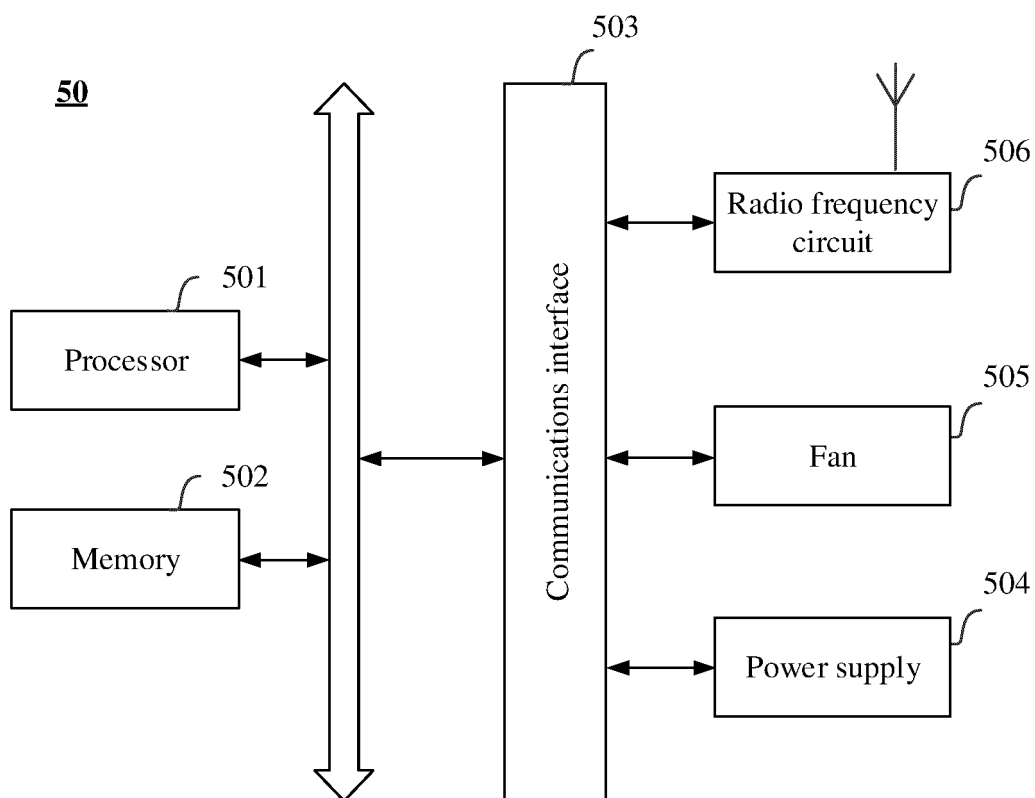 503
50
506
Radio frequency
circuit
501
Processor
Communications interface
505
Fan
502
Memory
504
Power supply